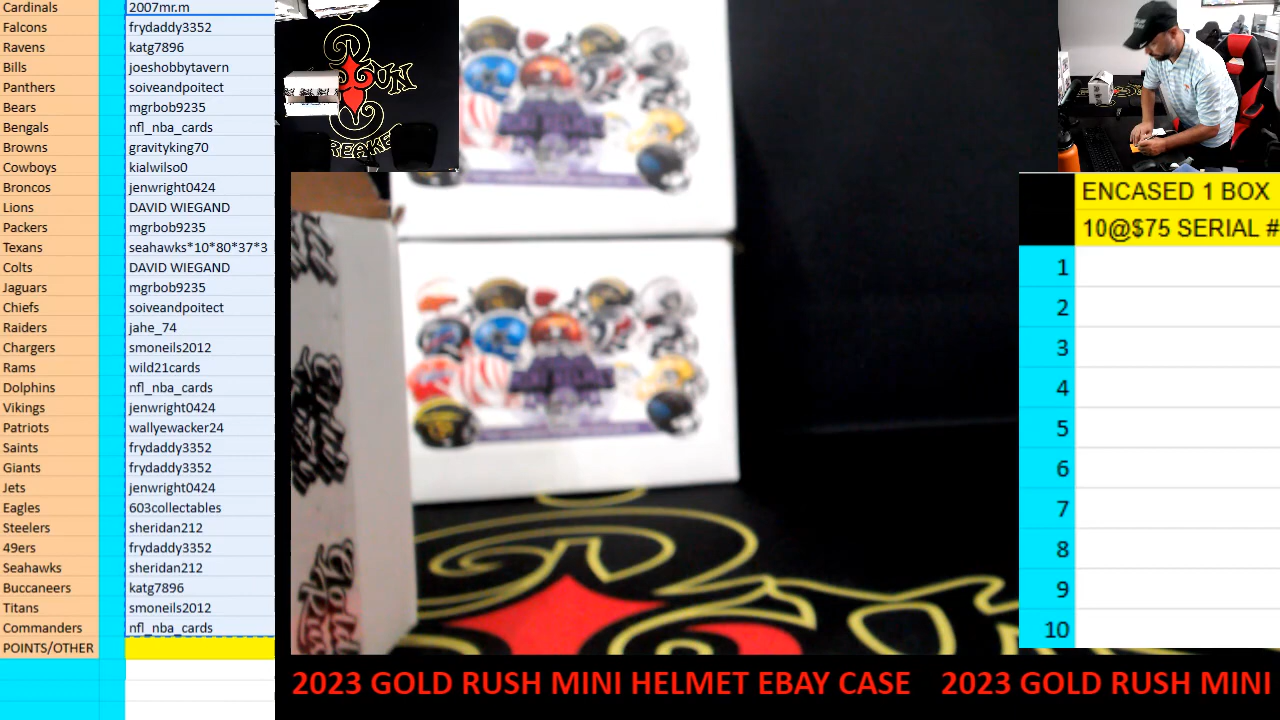 Cardinals 2007mr.m
Falcons frydaddy3352
Ravens katg7896
Bills joeshobbytavern
Panthers soiveandpoitect
Bears mgrbob9235
Bengals nfl_nba_cards
Browns gravityking70
Cowboys kialwilso0
Broncos jenwright0424
Lions DAVID WIEGAND
Packers mgrbob9235
Texans seahawks*10*80*37*3
Colts DAVID WIEGAND
Jaguars mgrbob9235
Chiefs soiveandpoitect
Raiders jahe_74
Chargers smoneils2012
Rams wild21cards
Dolphins nfl_nba_cards
Vikings jenwright0424
Patriots wallyewacker24
Saints frydaddy3352
Giants frydaddy3352
Jets jenwright0424
Eagles 603collectables
Steelers sheridan212
49ers frydaddy3352
Seahawks sheridan212
Buccaneers katg7896
Titans smoneils2012
Commanders nfl_nba_cards
POINTS/OTHER
ENCASED 1 BOX
10@$75 SERIAL #
1
2
3
4
5
6
7
8
9
10
2023 GOLD RUSH MINI HELMET EBAY CASE 2023 GOLD RUSH MINI